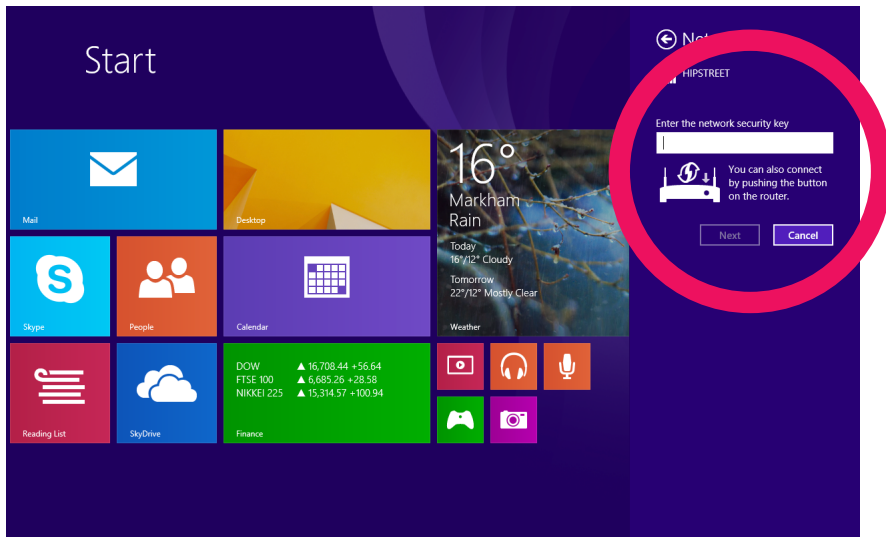 Start
Mail
Desktop
16°
Markham
Rain
Today
16°/12° Cloudy
Tomorrow
22°/12° Mostly Clear
Weather
S
Skype
People
Calendar
Reading List
SkyDrive
DOW ▲ 16,708.44 +56.64
FTSE 100 ▲ 6,685.26 +28.58
NIKKEI 225 ▲ 15,314.57 +100.94
Finance
HIPSTREET
Enter the network security key
You can also connect
by pushing the button
on the router.
Next Cancel